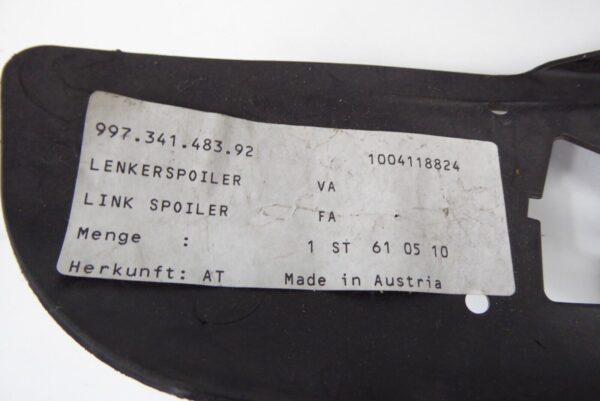 997.341.483.92 1004118824
LENKERSPOILER VA
LINK SPOILER FA
Menge : 1 ST 61 05 10
Herkunft: AT Made in Austria